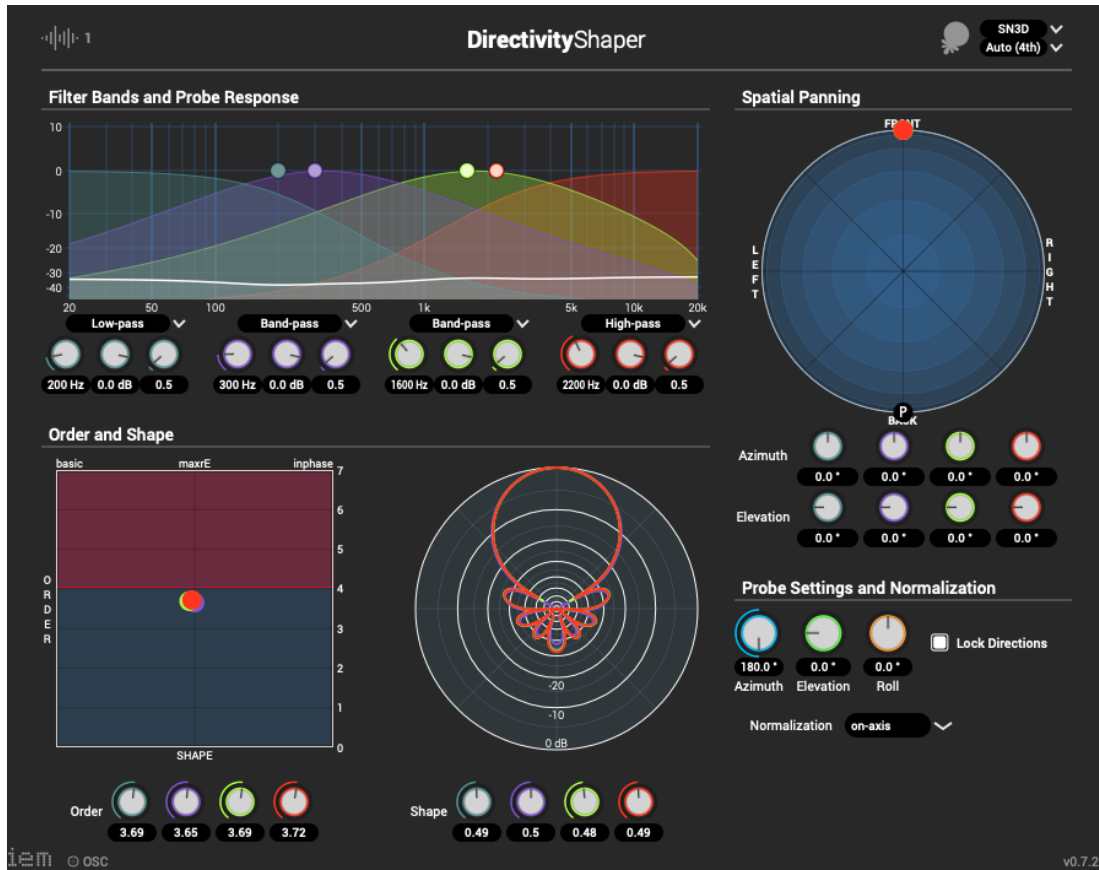 1
DirectivityShaper
SN3D
Auto (4th)
Filter Bands and Probe Response
10
0
-10
-20
-30
-40
20 50 100 500 1k 5k 10k 20k
Low-pass Band-pass Band-pass High-pass
200 Hz 0.0 dB 0.5 300 Hz 0.0 dB 0.5 1600 Hz 0.0 dB 0.5 2200 Hz 0.0 dB 0.5
Spatial Panning
FRONT
LEFT
RIGHT
P
BACK
Azimuth
0.0 ° 0.0 ° 0.0 ° 0.0 °
Elevation
0.0 ° 0.0 ° 0.0 ° 0.0 °
Order and Shape
basic maxrE inphase
7
6
5
4
3
2
1
0
ORDER
SHAPE
-20
-10
0 dB
Order
3.69 3.65 3.69 3.72
Shape
0.49 0.5 0.48 0.49
Probe Settings and Normalization
180.0 ° 0.0 ° 0.0 °
Azimuth Elevation Roll
Lock Directions
Normalization on-axis
iem OSC
v0.7.2